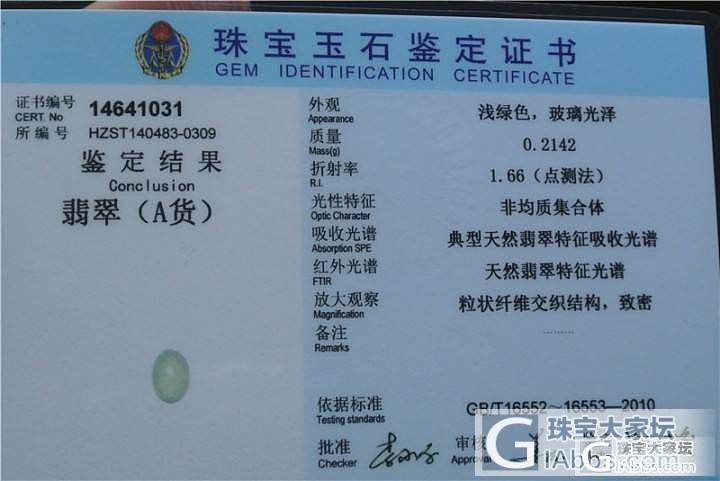 珠宝玉石鉴定证书
GEM IDENTIFICATION CERTIFICATE
证书编号 14641031
CERT. No
所编号 HZST140483-0309
鉴定结果
Conclusion
翡翠（A货）
外观 浅绿色，玻璃光泽
Appearance
质量 0.2142
Mass(g)
折射率 1.66（点测法）
R.I.
光性特征 非均质集合体
Optic Character
吸收光谱 典型天然翡翠特征吸收光谱
Absorption SPE
红外光谱 天然翡翠特征光谱
FTIR
放大观察 粒状纤维交织结构，致密
Magnification
备注 ………
Remarks
依据标准 GB/T16552～16553—2010
Testing standards
批准 审核
Checker
珠宝大家坛